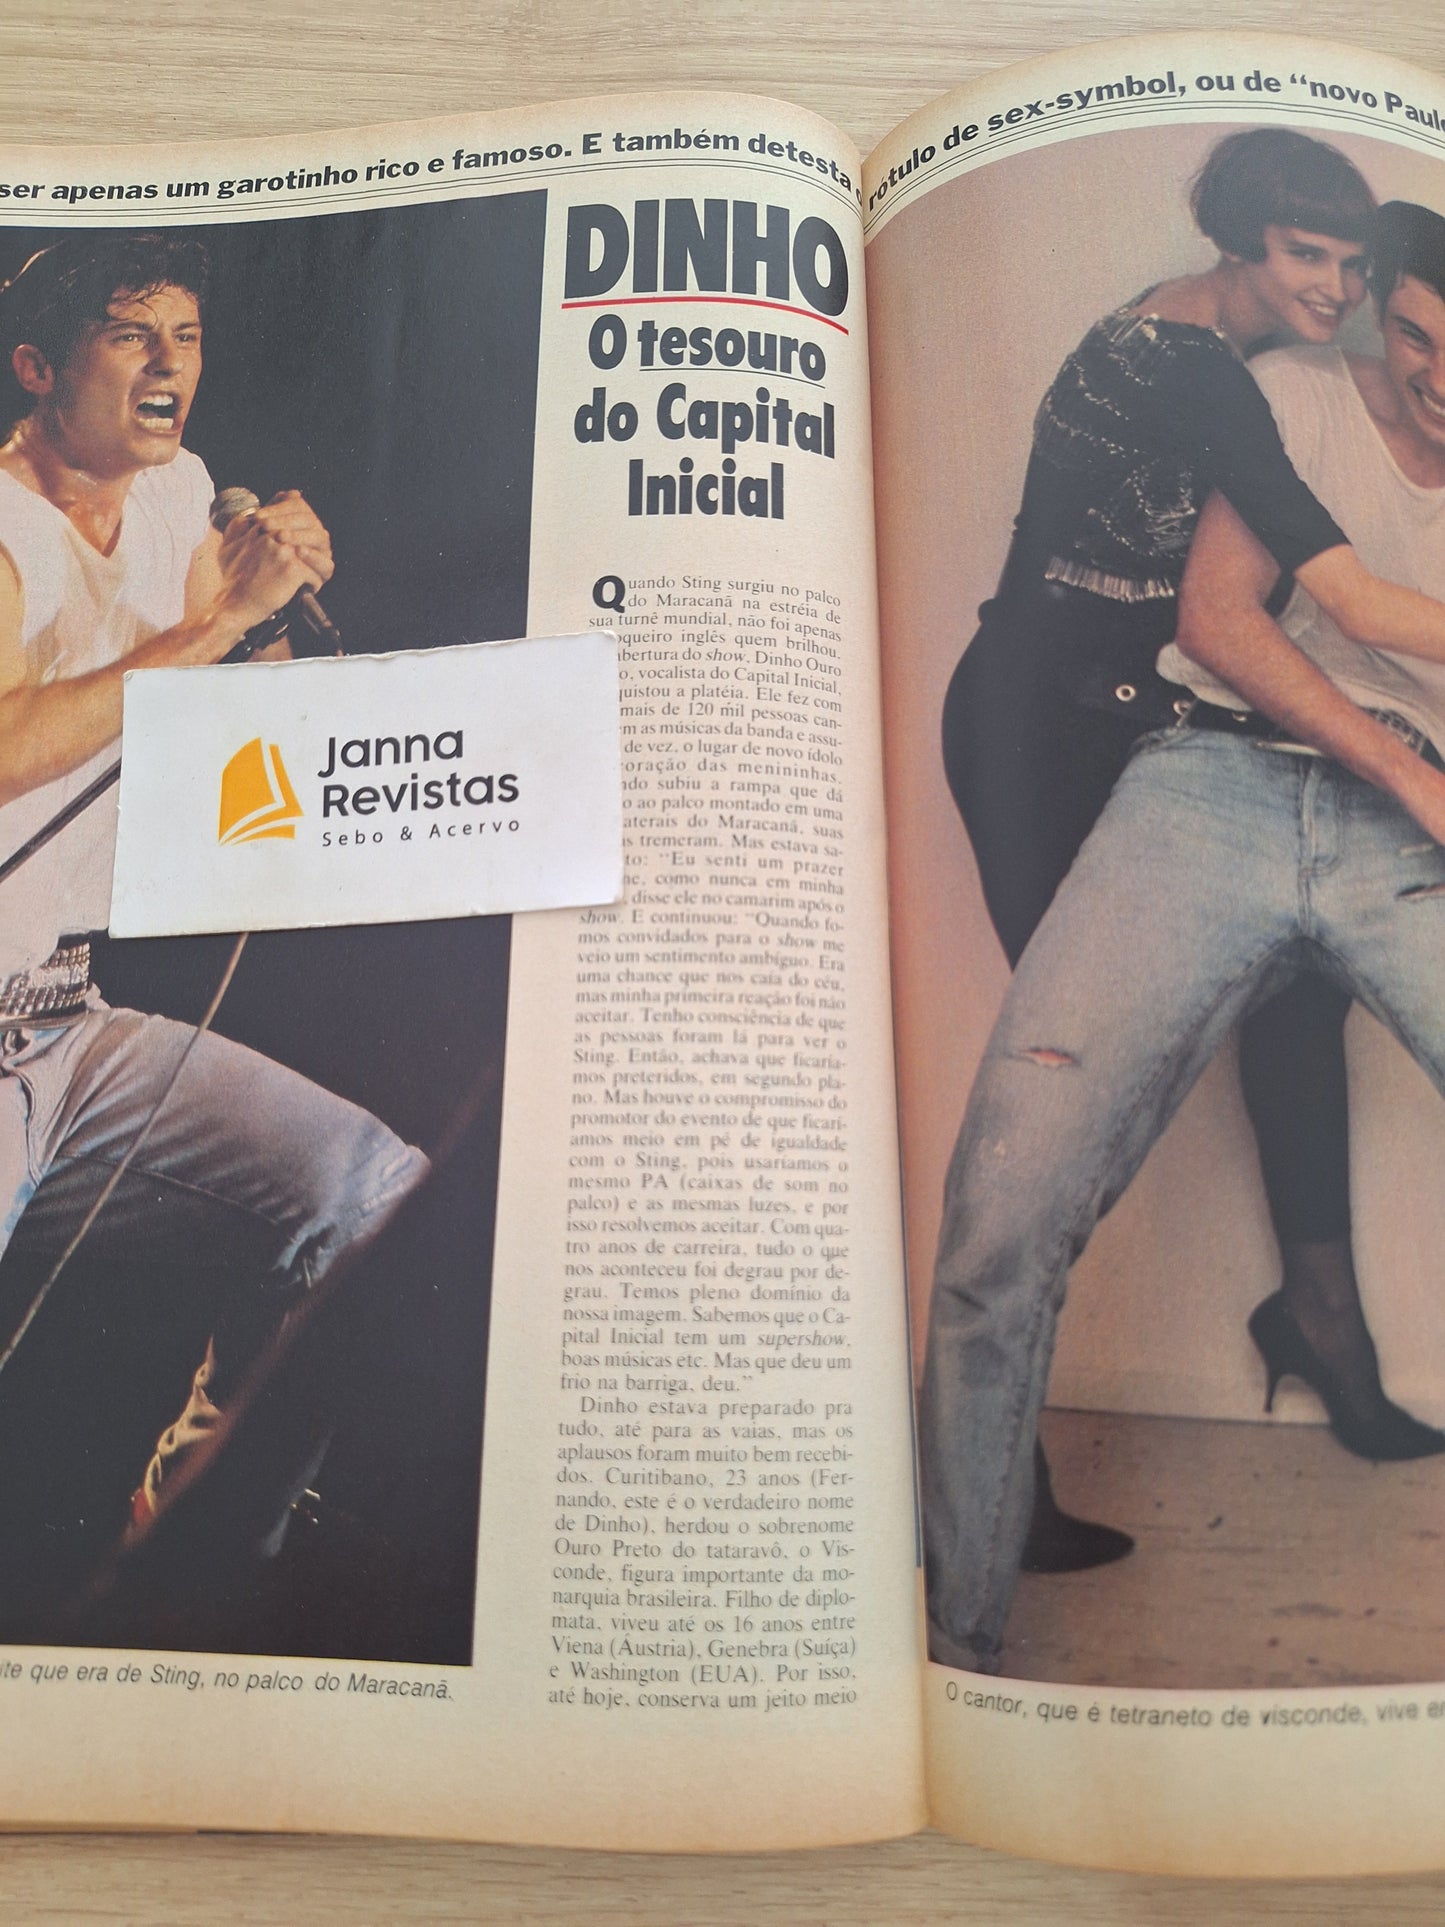 ser apenas um garotinho rico e famoso. E também detesta
rótulo de sex-symbol, ou de “novo
DINHO
O tesouro
do Capital
Inicial
Quando Sting surgiu no palco
do Maracanã na estréia de
sua turnê mundial, não foi apenas
oqueiro inglês quem brilhou.
bertura do show, Dinho Ouro
o, vocalista do Capital Inicial,
quistou a platéia. Ele fez com
mais de 120 mil pessoas can-
m as músicas da banda e assu-
de vez, o lugar de novo ídolo
oração das menininhas.
ndo subiu a rampa que dá
o ao palco montado em uma
aterais do Maracanã, suas
s tremeram. Mas estava sa-
to: “Eu senti um prazer
me, como nunca em minha
, disse ele no camarim após o
show. E continuou: “Quando fo-
mos convidados para o show me
veio um sentimento ambíguo. Era
uma chance que nos caía do céu,
mas minha primeira reação foi não
aceitar. Tenho consciência de que
as pessoas foram lá para ver o
Sting. Então, achava que ficaría-
mos preteridos, em segundo pla-
no. Mas houve o compromisso do
promotor do evento de que ficarí-
amos meio em pé de igualdade
com o Sting, pois usaríamos o
mesmo PA (caixas de som no
palco) e as mesmas luzes, e por
isso resolvemos aceitar. Com qua-
tro anos de carreira, tudo o que
nos aconteceu foi degrau por de-
grau. Temos pleno domínio da
nossa imagem. Sabemos que o Ca-
pital Inicial tem um supershow,
boas músicas etc. Mas que deu um
frio na barriga, deu.”
Dinho estava preparado pra
tudo, até para as vaias, mas os
aplausos foram muito bem recebi-
dos. Curitibano, 23 anos (Fer-
nando, este é o verdadeiro nome
de Dinho), herdou o sobrenome
Ouro Preto do tataravô, o Vis-
conde, figura importante da mo-
narquia brasileira. Filho de diplo-
mata, viveu até os 16 anos entre
Viena (Áustria), Genebra (Suíça)
e Washington (EUA). Por isso,
até hoje, conserva um jeito meio
Janna
Revistas
Sebo & Acervo
ite que era de Sting, no palco do Maracanã.
O cantor, que é tetraneto de visconde, vive